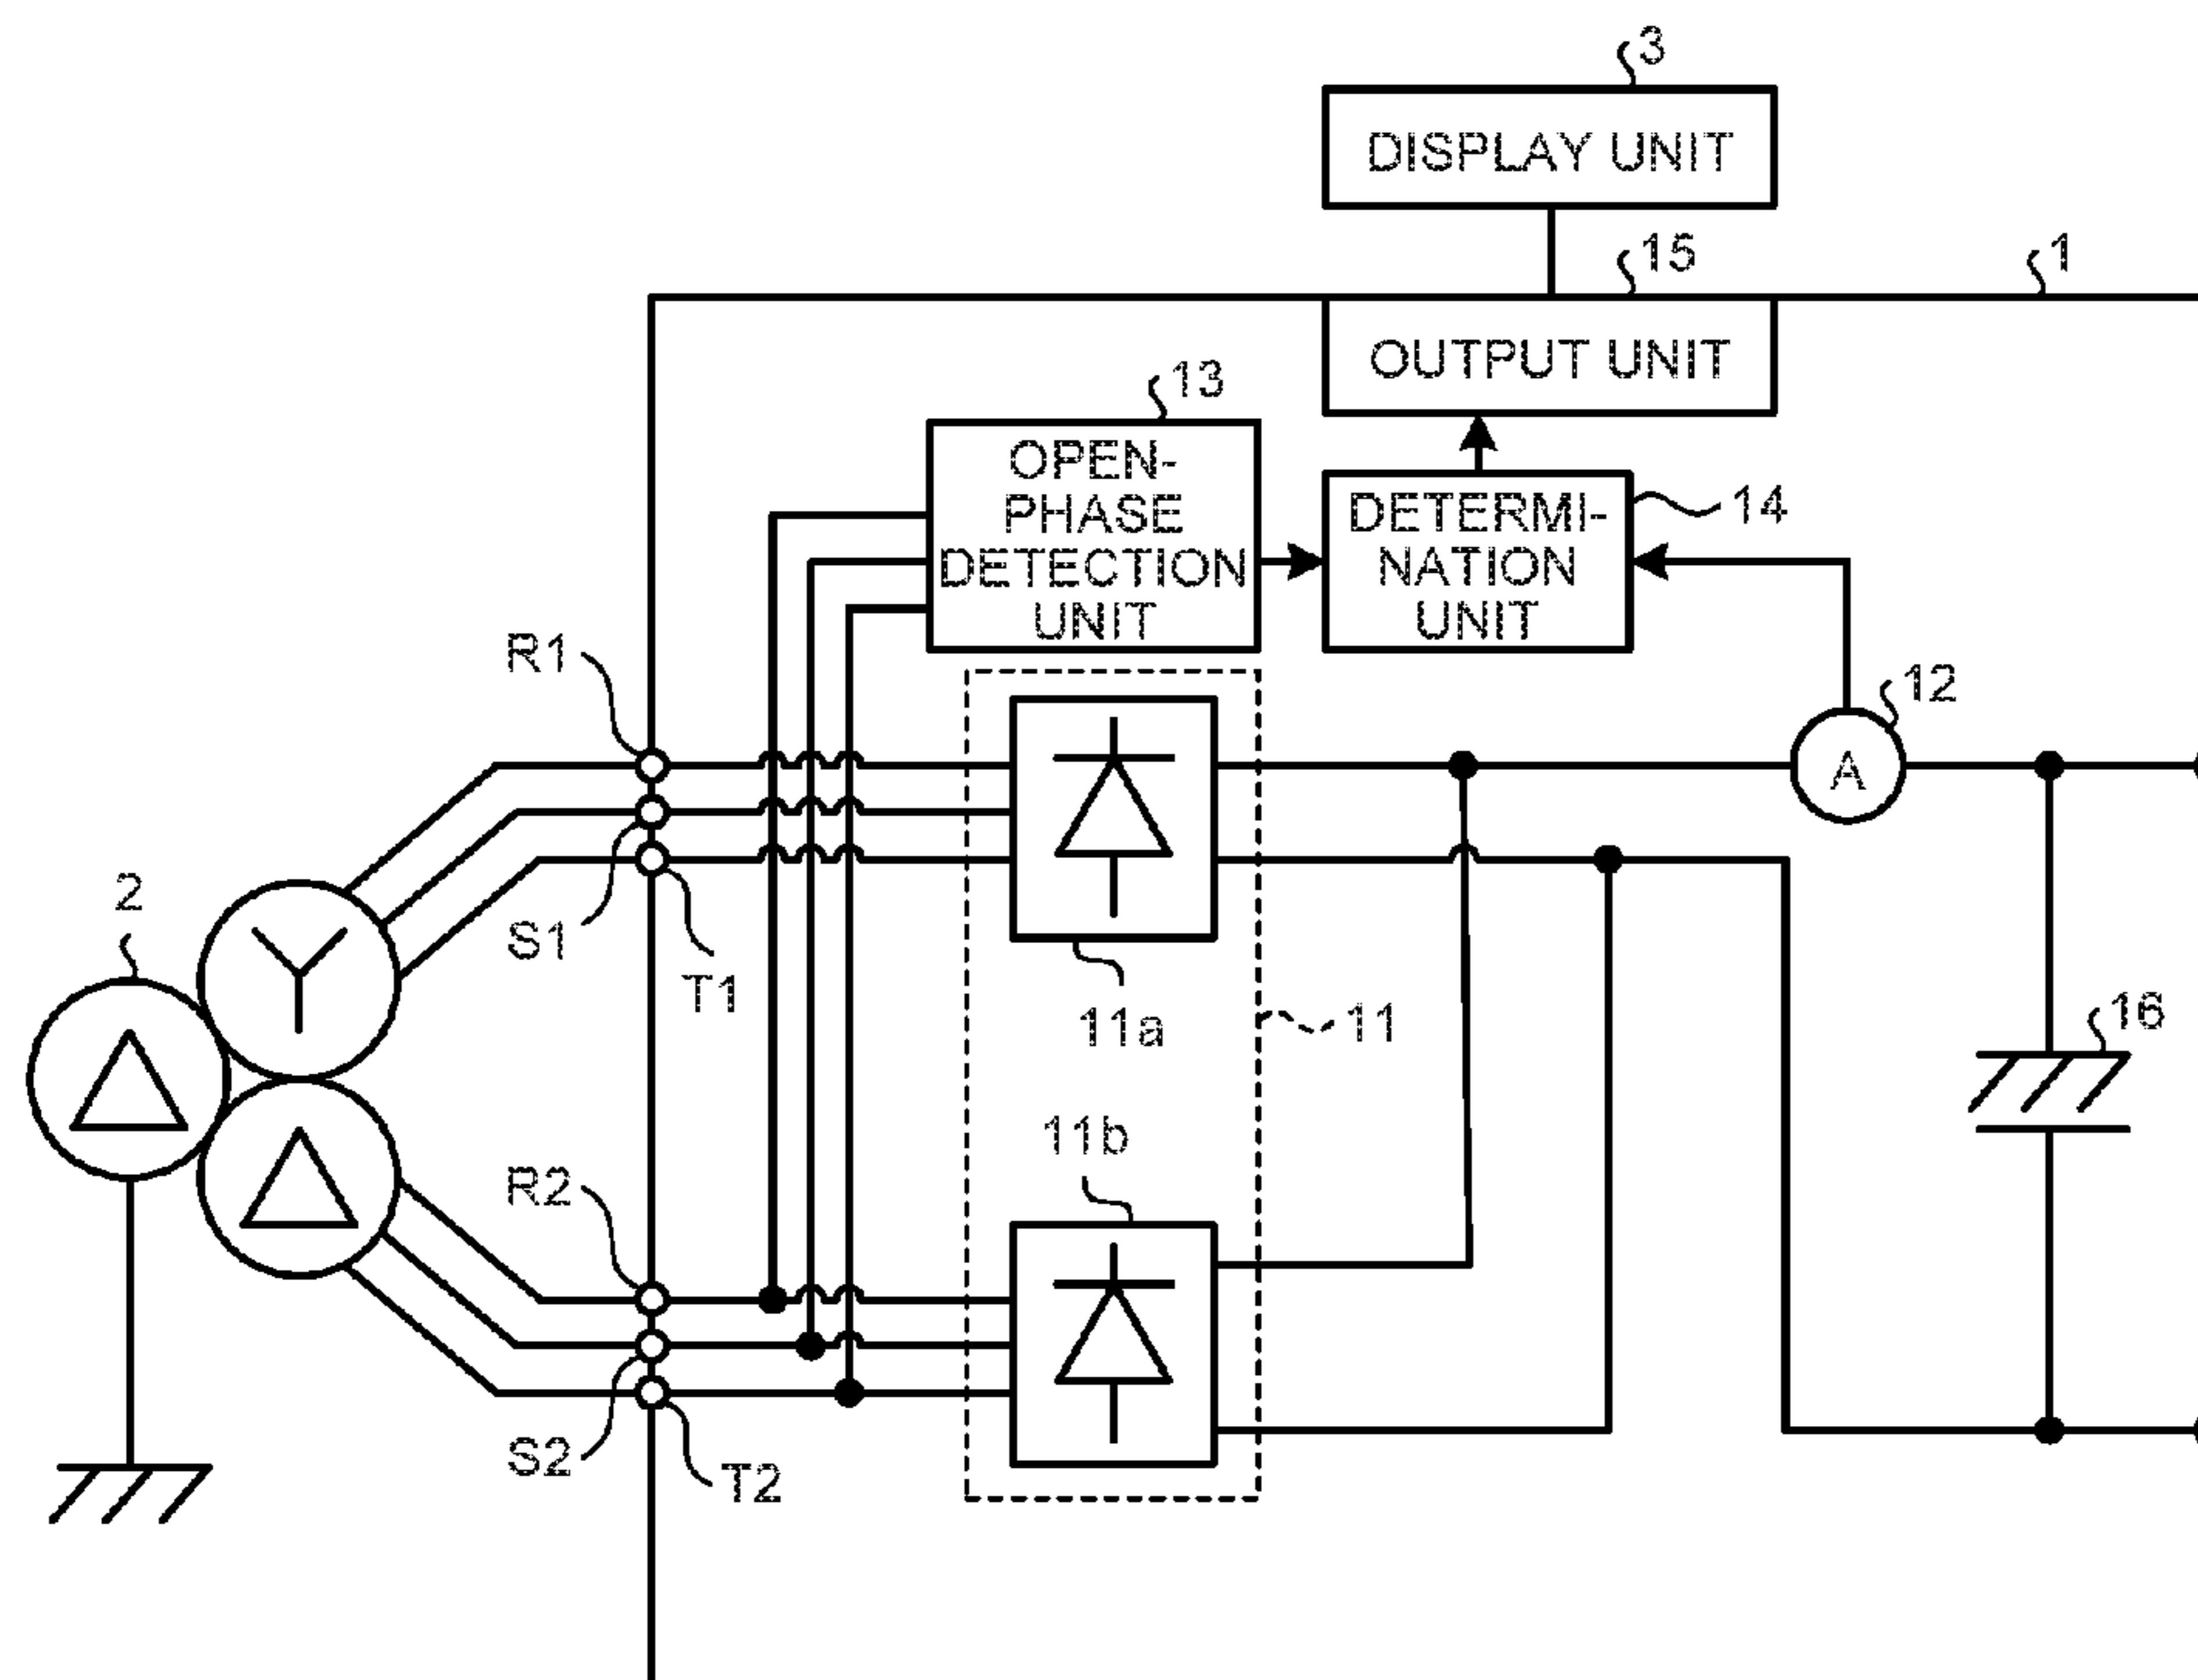 3
DISPLAY UNIT
15
1
OUTPUT UNIT
13
OPEN-
PHASE
DETECTION
UNIT
DETERMI-
NATION
UNIT
14
12
A
R1
S1
T1
2
11a
11
16
11b
R2
S2
T2